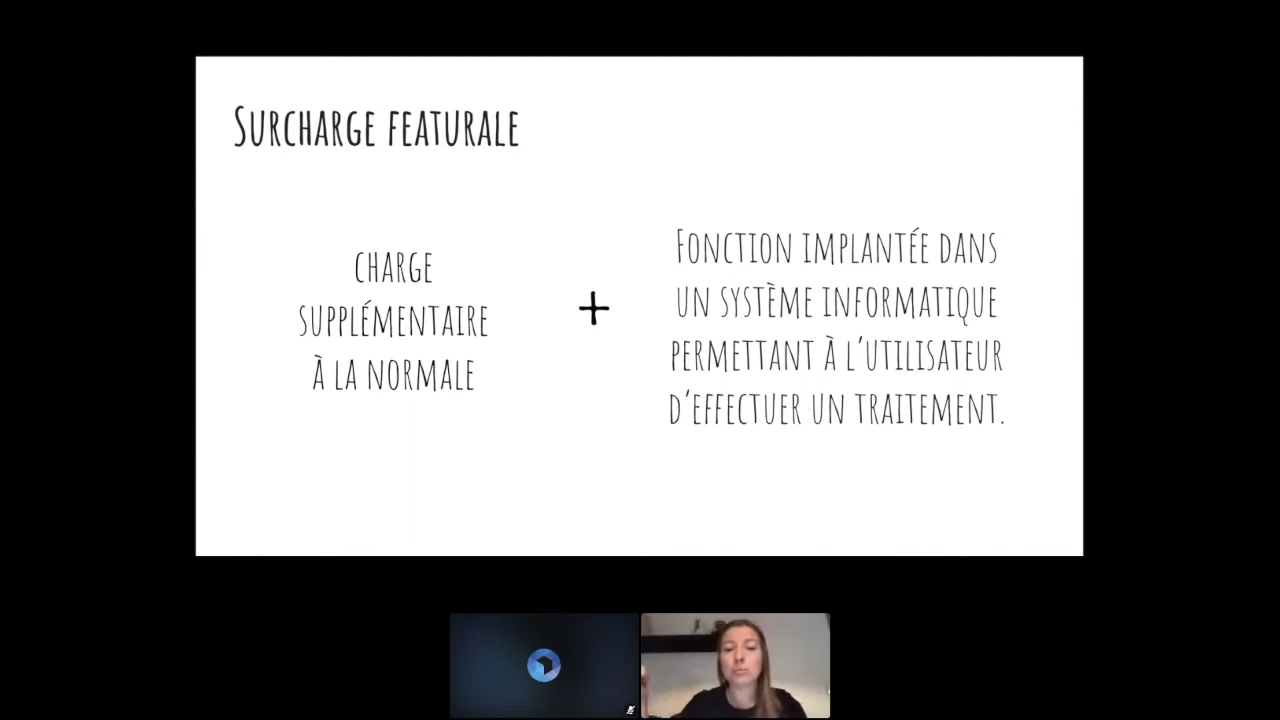 Surcharge featurale
charge
supplémentaire
à la normale
+
Fonction implantée dans
un système informatique
permettant à l'utilisateur
d'effectuer un traitement.